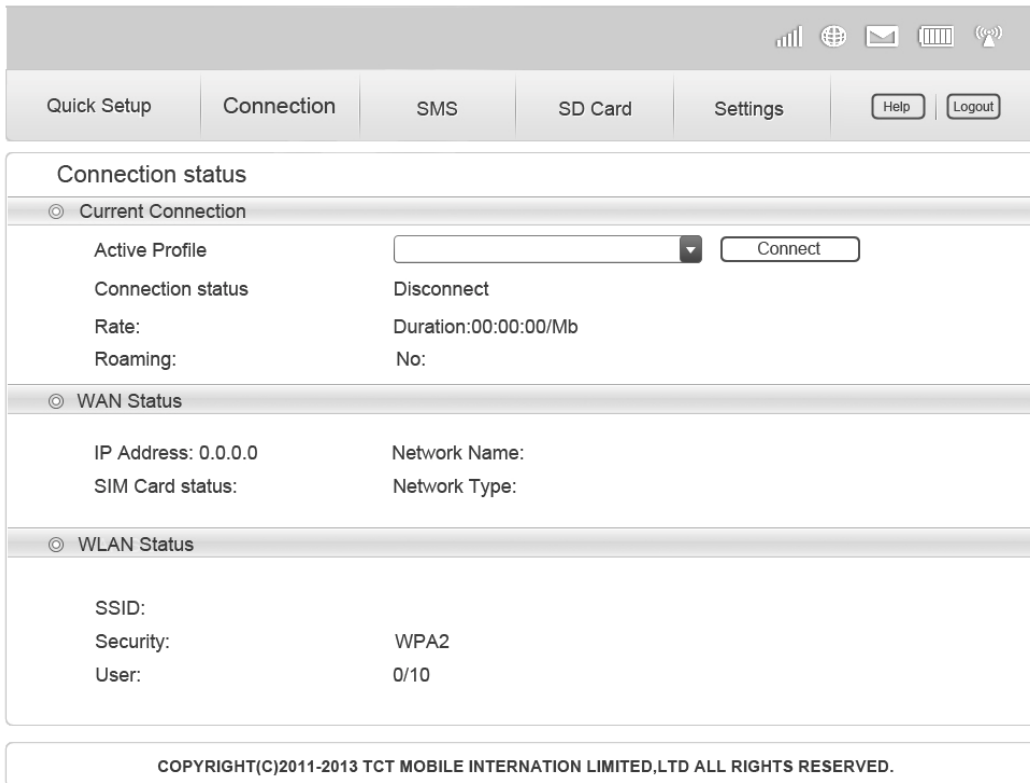 Quick Setup Connection SMS SD Card Settings Help Logout
Connection status
Current Connection
Active Profile Connect
Connection status Disconnect
Rate: Duration:00:00:00/Mb
Roaming: No:
WAN Status
IP Address: 0.0.0.0 Network Name:
SIM Card status: Network Type:
WLAN Status
SSID:
Security: WPA2
User: 0/10
COPYRIGHT(C)2011-2013 TCT MOBILE INTERNATION LIMITED,LTD ALL RIGHTS RESERVED.